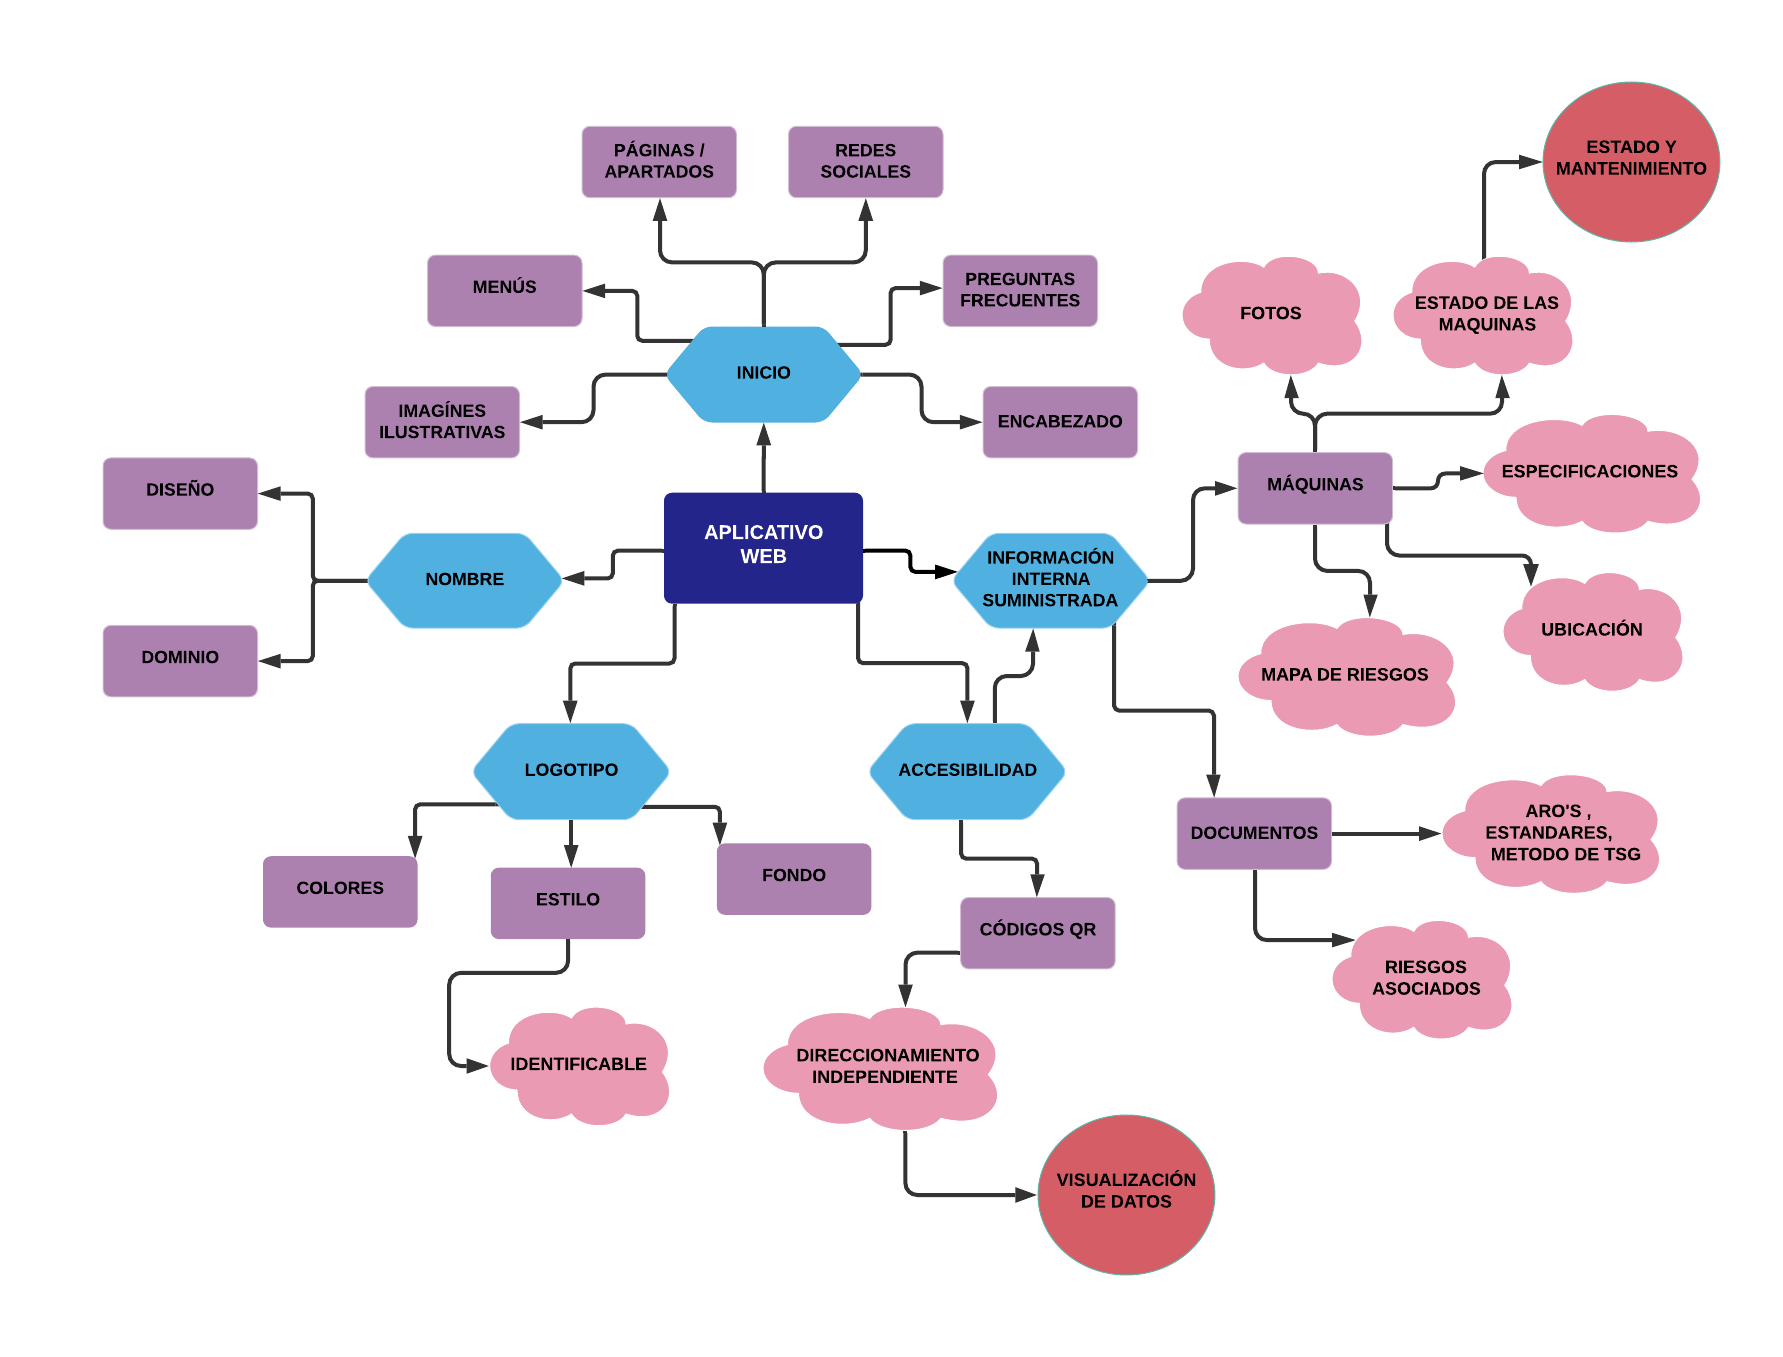 PÁGINAS /
APARTADOS
REDES
SOCIALES
ESTADO Y
MANTENIMIENTO
MENÚS
PREGUNTAS
FRECUENTES
FOTOS
ESTADO DE LAS
MAQUINAS
INICIO
IMAGÍNES
ILUSTRATIVAS
ENCABEZADO
ESPECIFICACIONES
MÁQUINAS
DISEÑO
APLICATIVO
WEB
NOMBRE
INFORMACIÓN
INTERNA
SUMINISTRADA
UBICACIÓN
DOMINIO
MAPA DE RIESGOS
LOGOTIPO
ACCESIBILIDAD
DOCUMENTOS
ARO'S ,
ESTANDARES,
METODO DE TSG
COLORES
ESTILO
FONDO
CÓDIGOS QR
RIESGOS
ASOCIADOS
IDENTIFICABLE
DIRECCIONAMIENTO
INDEPENDIENTE
VISUALIZACIÓN
DE DATOS